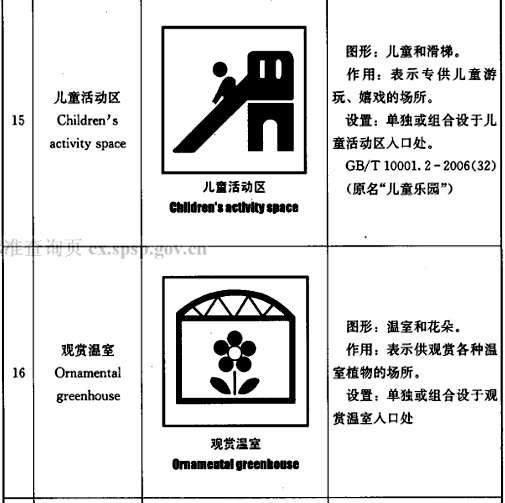 15
儿童活动区
Children's
activity space
儿童活动区
Children's activity space
图形：儿童和滑梯。
作用：表示专供儿童游
玩、嬉戏的场所。
设置：单独或组合设于儿
童活动区入口处。
GB/T 10001.2-2006(32)
(原名“儿童乐园”)
准查询页 cx.spsp.gov.cn
16
观赏温室
Ornamental
greenhouse
观赏温室
Ornamental greenhouse
图形：温室和花朵。
作用：表示供观赏各种温
室植物的场所。
设置：单独或组合设于观
赏温室入口处